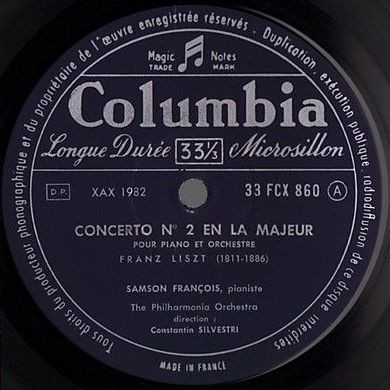 Tous droits du producteur phonographique et du propriétaire de l'œuvre enregistrée réservés. Duplication, exécution publique, radiodiffusion de ce disque interdites
Magic Notes
TRADE MARK
Columbia
Longue Durée 33⅓ Microsillon
D.P. XAX 1982 33 FCX 860 A
CONCERTO N° 2 EN LA MAJEUR
POUR PIANO ET ORCHESTRE
FRANZ LISZT (1811-1886)
SAMSON FRANÇOIS, pianiste
The Philharmonia Orchestra
direction :
Constantin SILVESTRI
MADE IN FRANCE